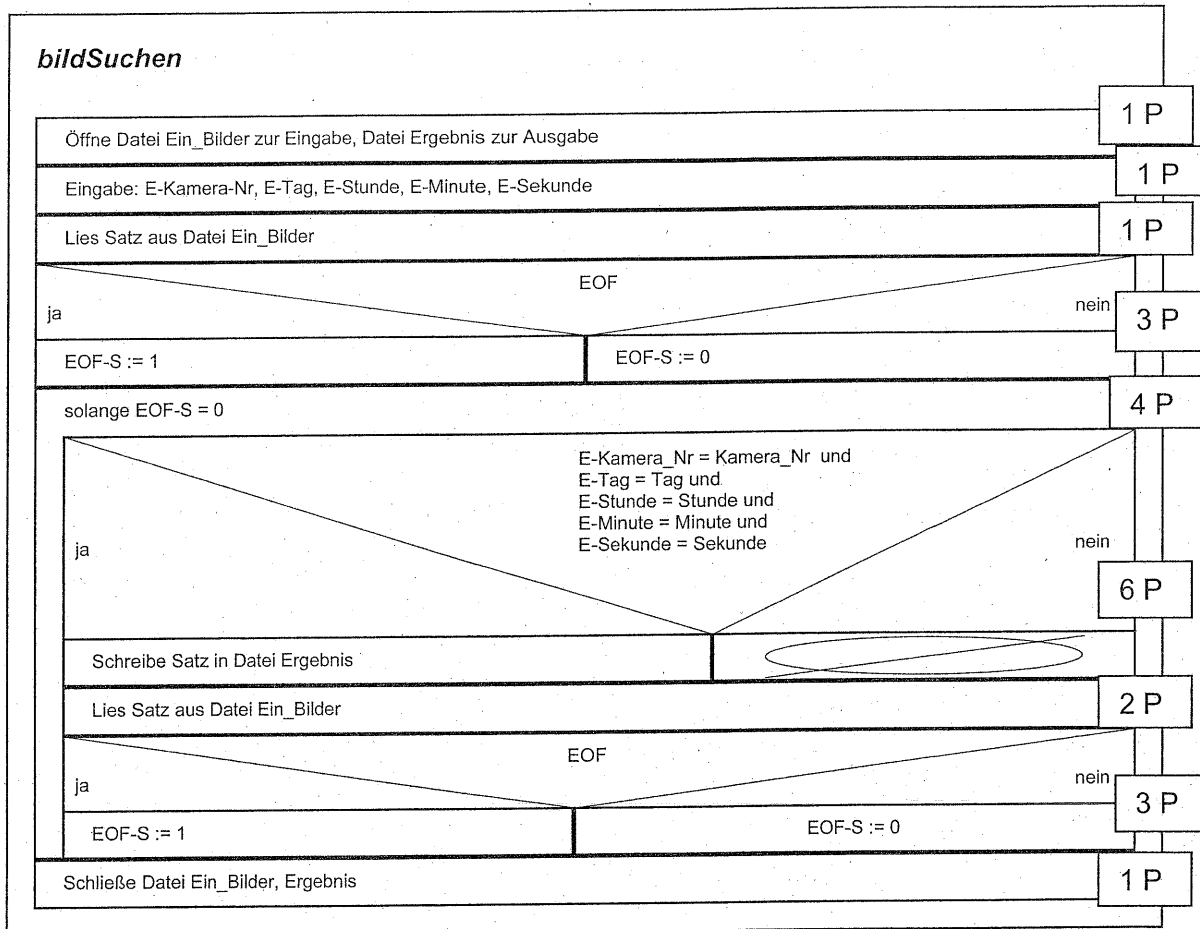 bildSuchen
1 P
Öffne Datei Ein_Bilder zur Eingabe, Datei Ergebnis zur Ausgabe
1 P
Eingabe: E-Kamera-Nr, E-Tag, E-Stunde, E-Minute, E-Sekunde
1 P
Lies Satz aus Datei Ein_Bilder
EOF
ja
nein
3 P
EOF-S := 1
EOF-S := 0
4 P
solange EOF-S = 0
E-Kamera_Nr = Kamera_Nr und
E-Tag = Tag und
E-Stunde = Stunde und
E-Minute = Minute und
E-Sekunde = Sekunde
ja
nein
6 P
Schreibe Satz in Datei Ergebnis
2 P
Lies Satz aus Datei Ein_Bilder
EOF
ja
nein
3 P
EOF-S := 1
EOF-S := 0
1 P
Schließe Datei Ein_Bilder, Ergebnis